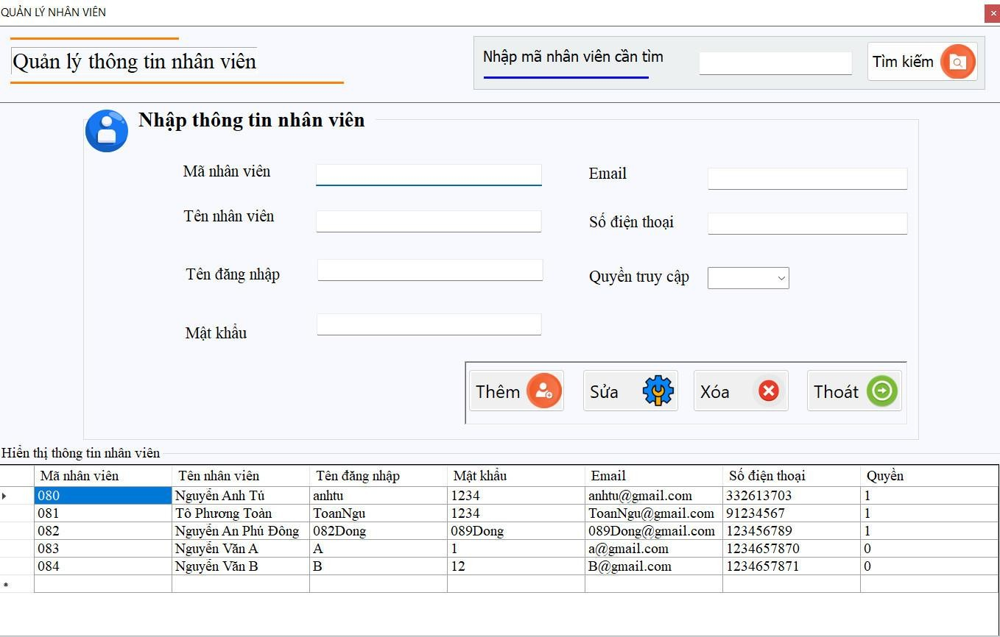 QUẢN LÝ NHÂN VIÊN
Quản lý thông tin nhân viên
Nhập mã nhân viên cần tìm
Tìm kiếm
Nhập thông tin nhân viên
Mã nhân viên
Email
Tên nhân viên
Số điện thoại
Tên đăng nhập
Quyền truy cập
Mật khẩu
Thêm
Sửa
Xóa
Thoát
Hiển thị thông tin nhân viên
Mã nhân viên Tên nhân viên Tên đăng nhập Mật khẩu Email Số điện thoại Quyền
080 Nguyễn Anh Tú anhtu 1234 anhtu@gmail.com 332613703 1
081 Tô Phương Toàn ToanNgu 1234 ToanNgu@gmail.com 91234567 1
082 Nguyễn An Phú Đông 082Dong 089Dong 089Dong@gmail.com 123456789 1
083 Nguyễn Văn A A 1 a@gmail.com 1234657870 0
084 Nguyễn Văn B B 12 B@gmail.com 1234657871 0